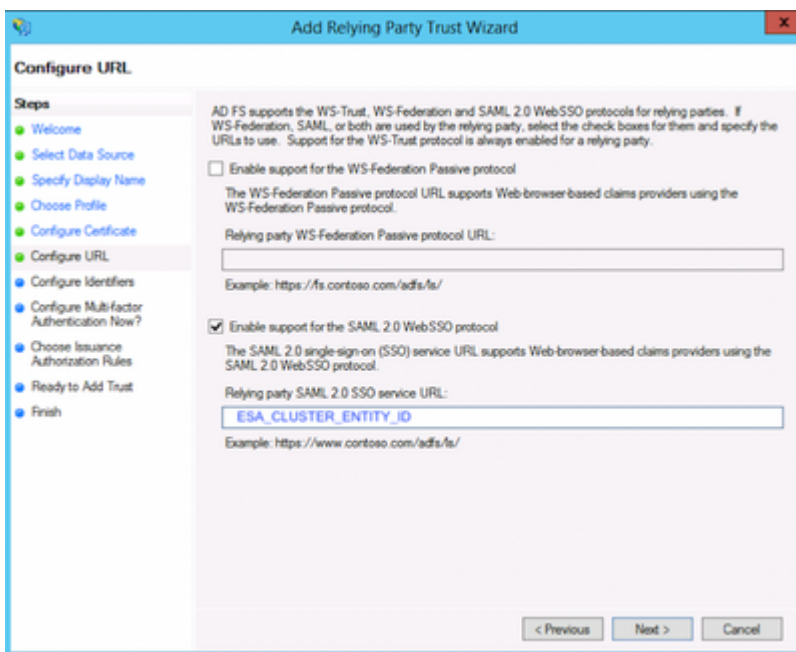 Add Relying Party Trust Wizard
x
Configure URL
Steps
Welcome
Select Data Source
Specify Display Name
Choose Profile
Configure Certificate
Configure URL
Configure Identifiers
Configure Multi-factor
Authentication Now?
Choose Issuance
Authorization Rules
Ready to Add Trust
Finish
AD FS supports the WS-Trust, WS-Federation and SAML 2.0 WebSSO protocols for relying parties. If
WS-Federation, SAML, or both are used by the relying party, select the check boxes for them and specify the
URLs to use. Support for the WS-Trust protocol is always enabled for a relying party.
Enable support for the WS-Federation Passive protocol
The WS-Federation Passive protocol URL supports Web-browser-based claims providers using the
WS-Federation Passive protocol.
Relying party WS-Federation Passive protocol URL:
Example: https://fs.contoso.com/adfs/ls/
Enable support for the SAML 2.0 WebSSO protocol
The SAML 2.0 single-sign-on (SSO) service URL supports Web-browser-based claims providers using the
SAML 2.0 WebSSO protocol.
Relying party SAML 2.0 SSO service URL:
ESA_CLUSTER_ENTITY_ID
Example: https://www.contoso.com/adfs/ls/
< Previous
Next >
Cancel